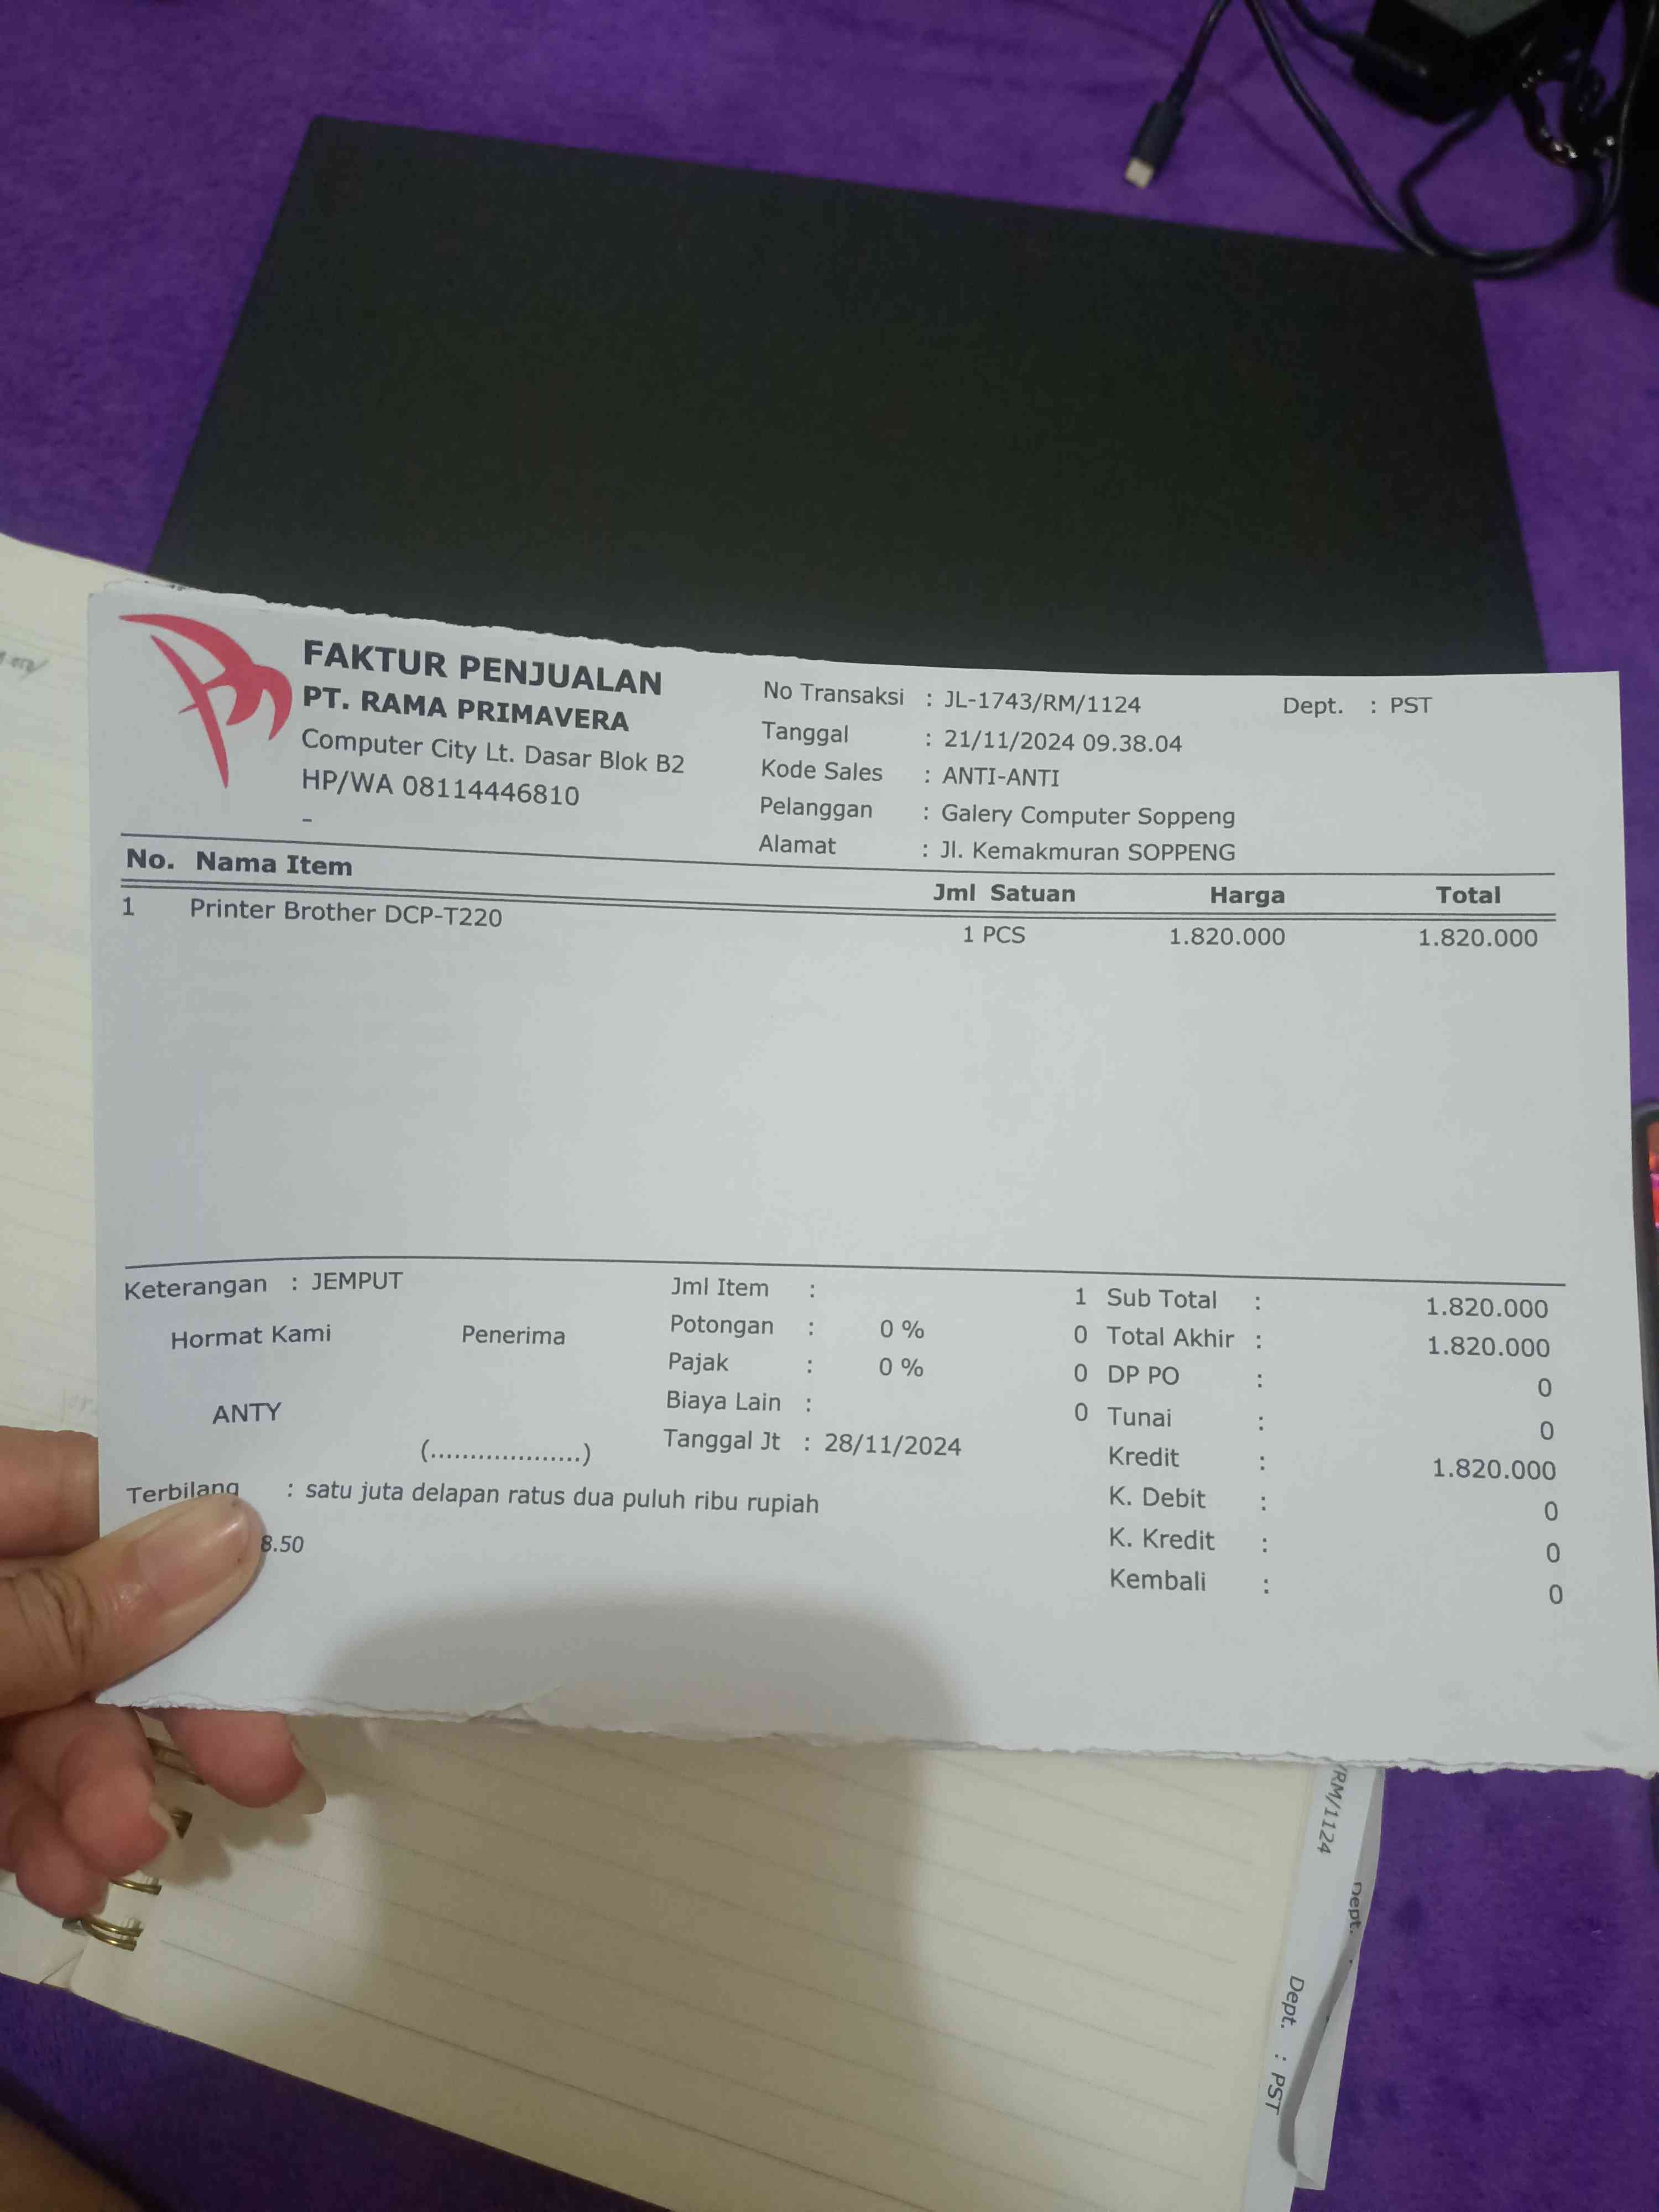 FAKTUR PENJUALAN
PT. RAMA PRIMAVERA
Computer City Lt. Dasar Blok B2
HP/WA 08114446810
-
No Transaksi : JL-1743/RM/1124 Dept. : PST
Tanggal : 21/11/2024 09.38.04
Kode Sales : ANTI-ANTI
Pelanggan : Galery Computer Soppeng
Alamat : Jl. Kemakmuran SOPPENG
No. Nama Item Jml Satuan Harga Total
1 Printer Brother DCP-T220 1 PCS 1.820.000 1.820.000
Keterangan : JEMPUT
Hormat Kami Penerima
ANTY
(...................)
Jml Item : 1
Potongan : 0 % 0
Pajak : 0 % 0
Biaya Lain : 0
Tanggal Jt : 28/11/2024
Sub Total : 1.820.000
Total Akhir : 1.820.000
DP PO : 0
Tunai : 0
Kredit : 1.820.000
K. Debit : 0
K. Kredit : 0
Kembali : 0
Terbilang : satu juta delapan ratus dua puluh ribu rupiah
8.50
/RM/1124
Dept.
Dept. : PST